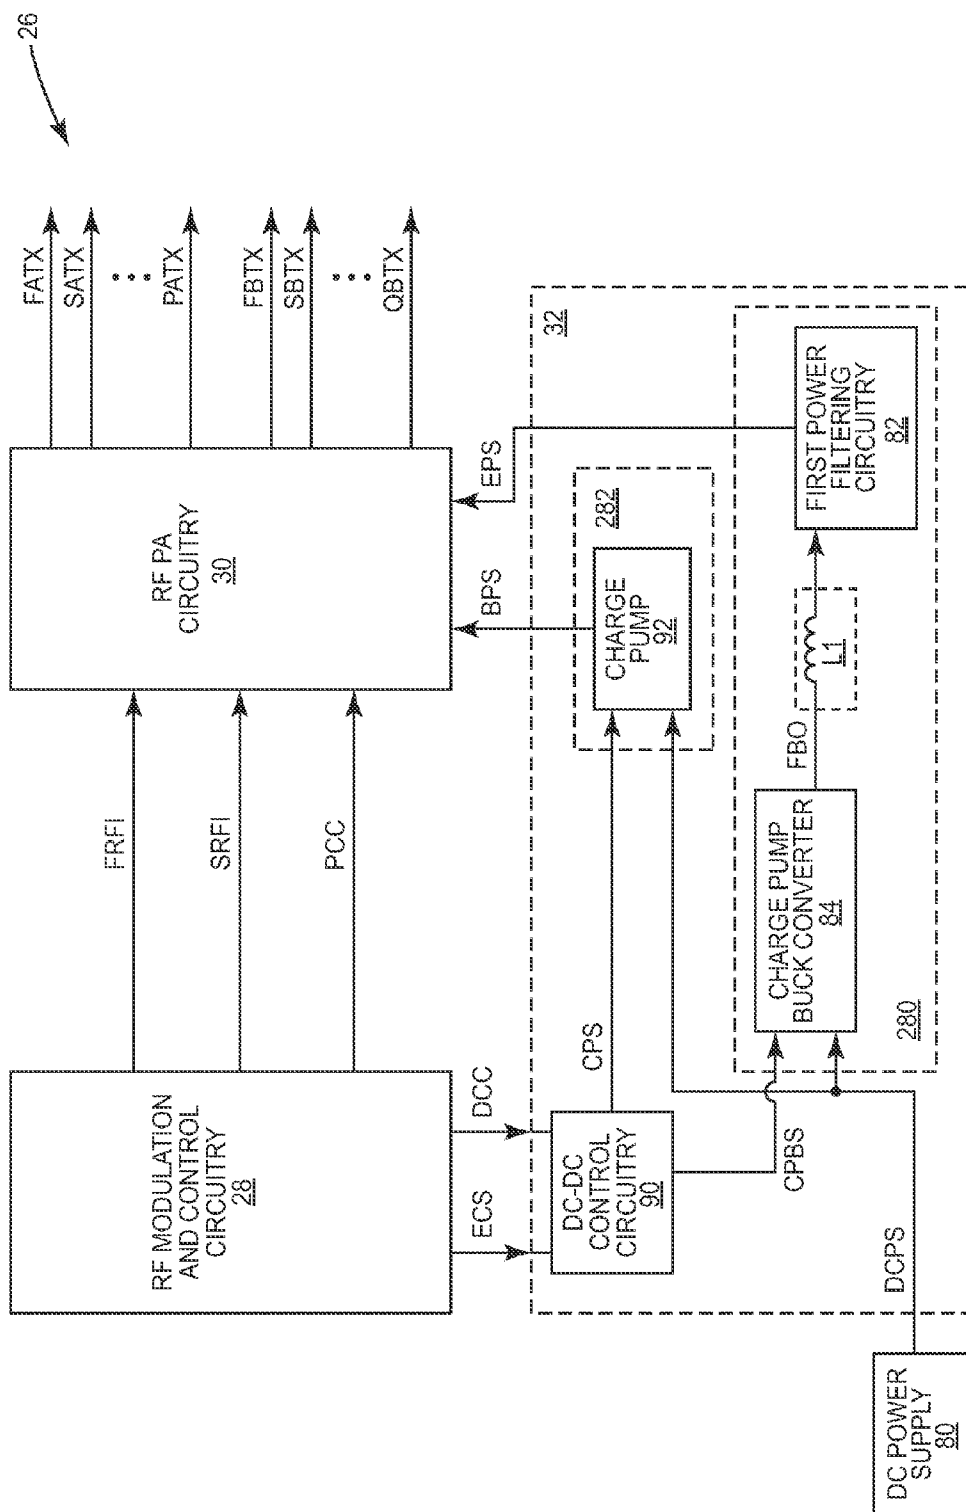 26
FATX
SATX
PATX
FBTX
SBTX
QBTX
RF PA
CIRCUITRY
30
FRFI
SRFI
PCC
RF MODULATION
AND CONTROL
CIRCUITRY
28
ECS
DCC
EPS
BPS
32
282
CHARGE
PUMP
92
CPS
DC-DC
CONTROL
CIRCUITRY
90
CPBS
FIRST POWER
FILTERING
CIRCUITRY
82
L1
FBO
CHARGE PUMP
BUCK CONVERTER
84
280
DCPS
DC POWER
SUPPLY
80